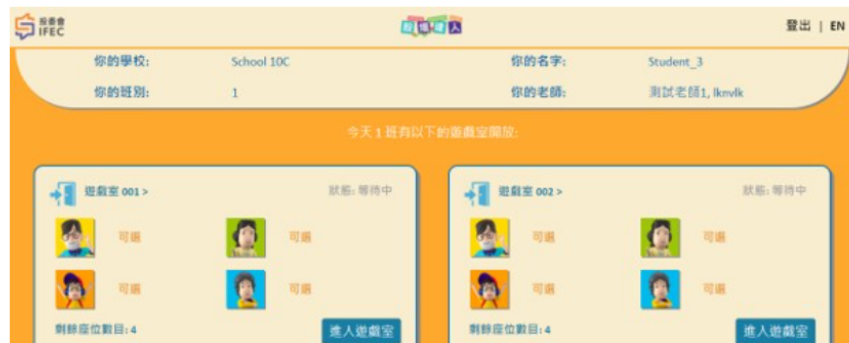 投委會
IFEC
登出 | EN
你的學校: School 10C 你的名字: Student_3
你的班別: 1 你的老師: 測試老師1, lknvlk
今天 1 班有以下的遊戲室開放:
遊戲室 001 > 狀態: 等待中
可選 可選
可選 可選
剩餘座位數目: 4 進入遊戲室
遊戲室 002 > 狀態: 等待中
可選 可選
可選 可選
剩餘座位數目: 4 進入遊戲室